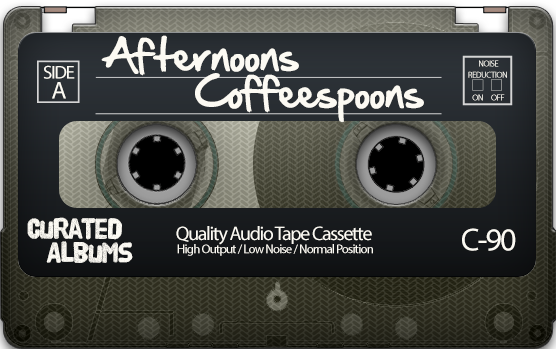 Afternoons
Coffeespoons
SIDE
A
NOISE
REDUCTION
ON OFF
CURATED
ALBUMS
Quality Audio Tape Cassette
High Output / Low Noise / Normal Position
C-90